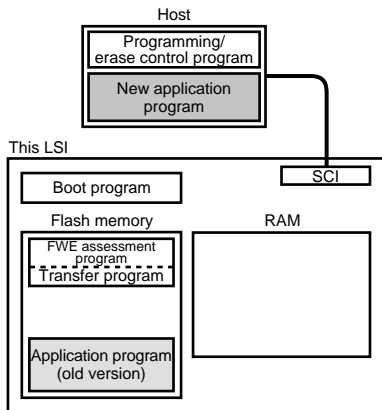 Host
Programming/
erase control program
New application
program
This LSI
SCI
Boot program
Flash memory
RAM
FWE assessment
program
Transfer program
Application program
(old version)